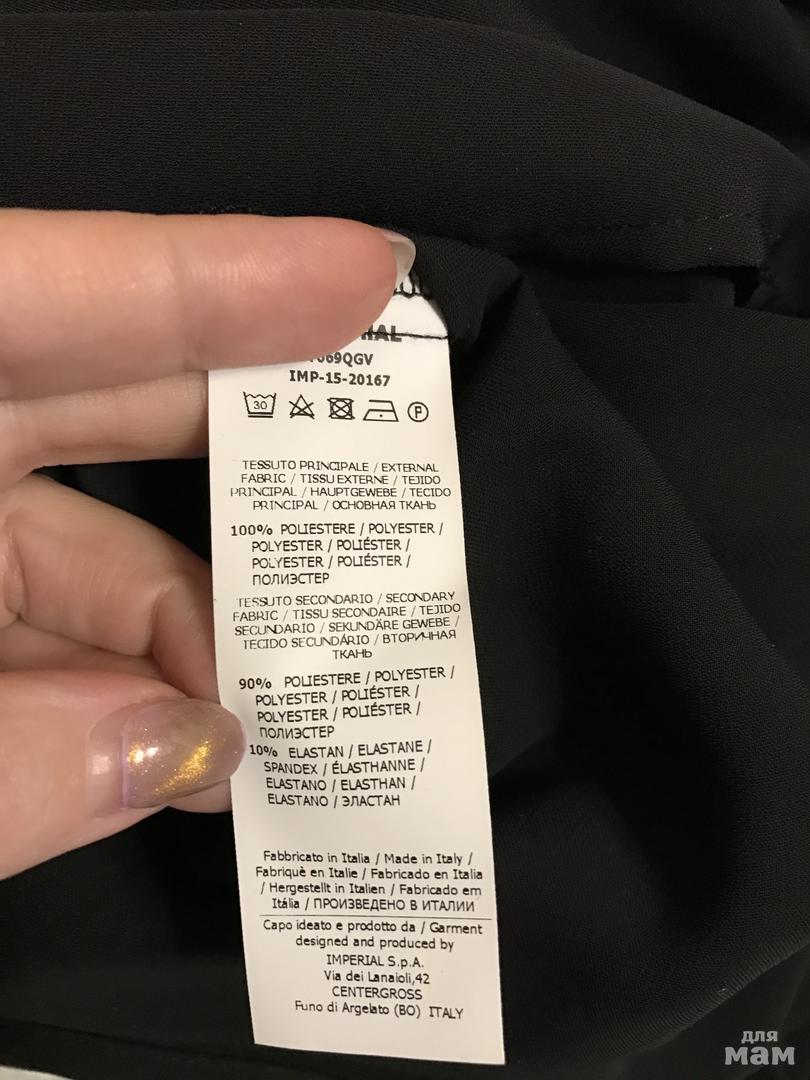 IMP-15-20167
30
P
TESSUTO PRINCIPALE / EXTERNAL
FABRIC / TISSU EXTERNE / TEJIDO
PRINCIPAL / HAUPTGEWEBE / TECIDO
PRINCIPAL / ОСНОВНАЯ ТКАНЬ
100% POLIESTERE / POLYESTER /
POLYESTER / POLIÉSTER /
POLYESTER / POLIÉSTER /
ПОЛИЭСТЕР
TESSUTO SECONDARIO / SECONDARY
FABRIC / TISSU SECONDAIRE / TEJIDO
SECUNDARIO / SEKUNDÄRE GEWEBE /
TECIDO SECUNDÁRIO / ВТОРИЧНАЯ
ТКАНЬ
90% POLIESTERE / POLYESTER /
POLYESTER / POLIÉSTER /
POLYESTER / POLIÉSTER /
ПОЛИЭСТЕР
10% ELASTAN / ELASTANE /
SPANDEX / ÉLASTHANNE /
ELASTANO / ELASTHAN /
ELASTANO / ЭЛАСТАН
Fabbricato in Italia / Made in Italy /
Fabriquè en Italie / Fabricado en Italia
/ Hergestellt in Italien / Fabricado em
Itália / ПРОИЗВЕДЕНО В ИТАЛИИ
Capo ideato e prodotto da / Garment
designed and produced by
IMPERIAL S.p.A.
Via dei Lanaioli,42
CENTERGROSS
Funo di Argelato (BO) ITALY
для
мам